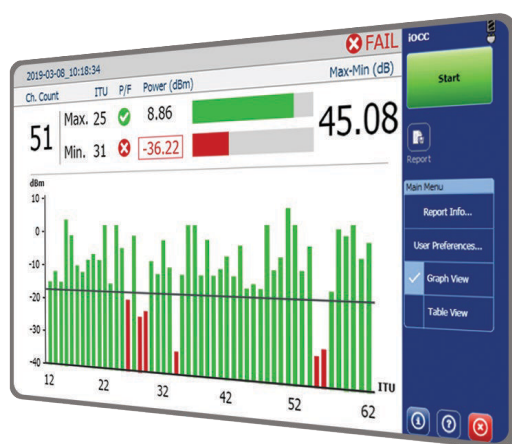 2019-03-08_10:18:34
FAIL
Ch. Count ITU P/F Power (dBm) Max-Min (dB)
51
Max. 25 8.86
Min. 31 -36.22
45.08
dBm
10
0
-10
-20
-30
-40
12 22 32 42 52 62
ITU
iOCC
Start
Report
Main Menu
Report Info...
User Preferences...
Graph View
Table View